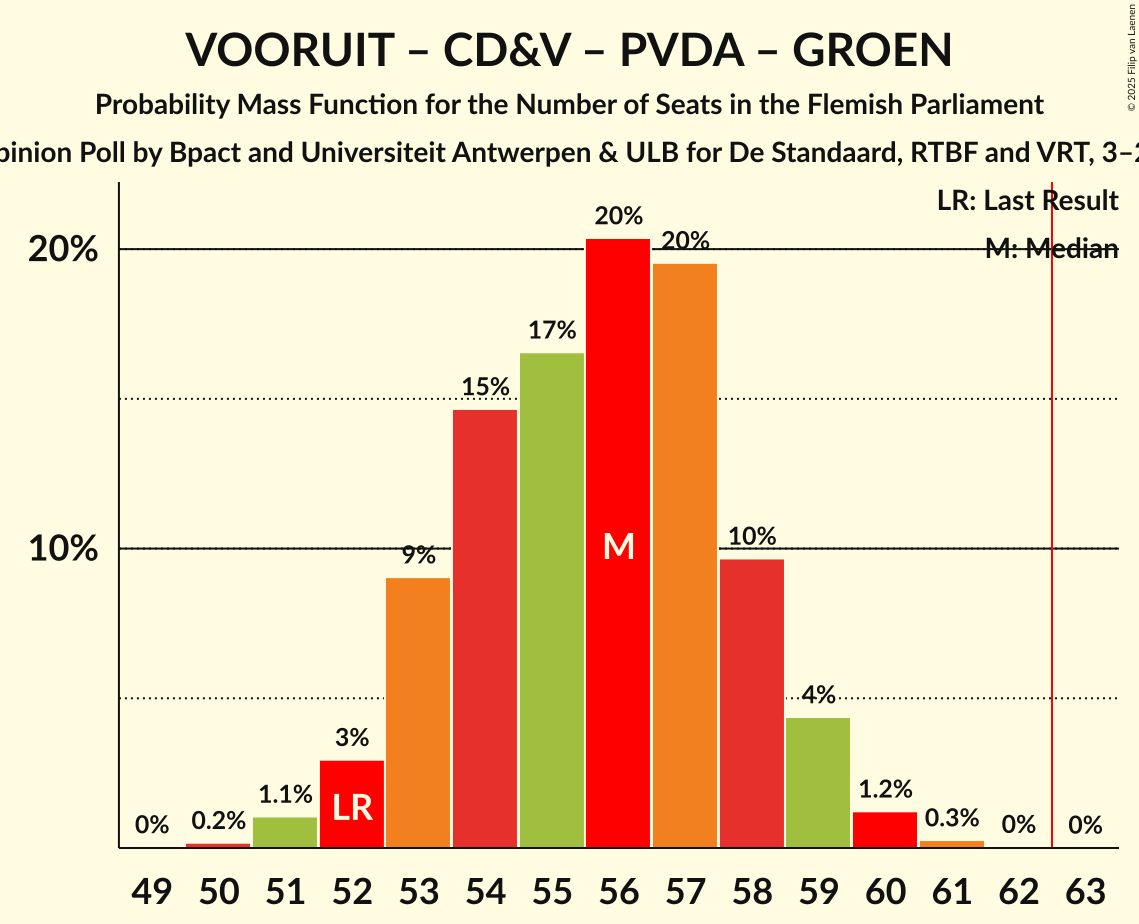 VOORUIT – CD&V – PVDA – GROEN
Probability Mass Function for the Number of Seats in the Flemish Parliament
pinion Poll by Bpact and Universiteit Antwerpen & ULB for De Standaard, RTBF and VRT, 3–2
© 2025 Filip van Laenen
LR: Last Result
M: Median
20%
10%
0%
0.2%
1.1%
3%
9%
15%
17%
20%
20%
10%
4%
1.2%
0.3%
0%
0%
LR
M
49 50 51 52 53 54 55 56 57 58 59 60 61 62 63